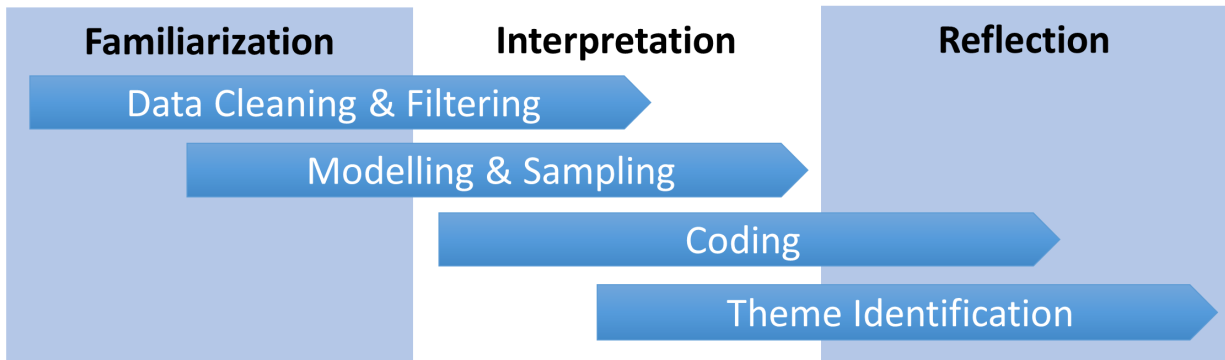 Familiarization
Interpretation
Reflection
Data Cleaning & Filtering
Modelling & Sampling
Coding
Theme Identification